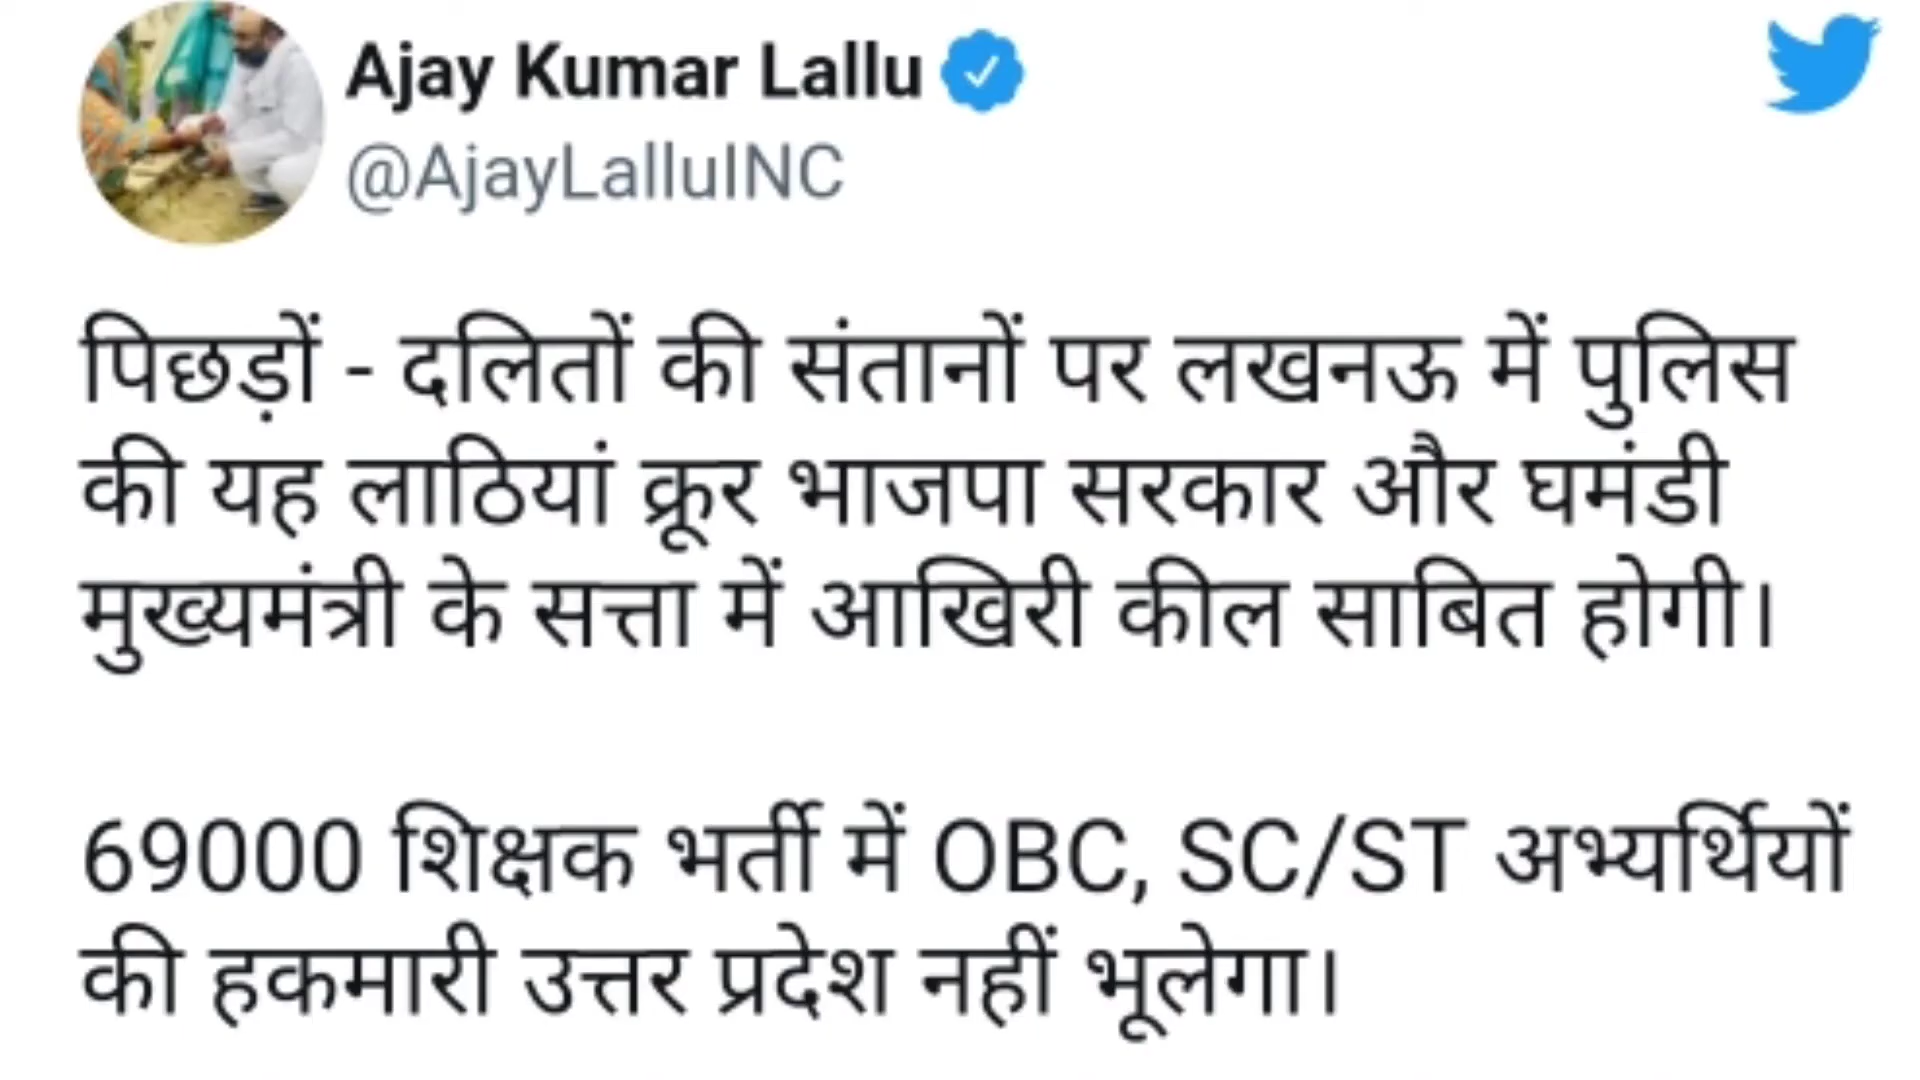 Ajay Kumar Lallu
@AjayLalluINC
पिछड़ों - दलितों की संतानों पर लखनऊ में पुलिस
की यह लाठियां क्रूर भाजपा सरकार और घमंडी
मुख्यमंत्री के सत्ता में आखिरी कील साबित होगी।
69000 शिक्षक भर्ती में OBC, SC/ST अभ्यर्थियों
की हकमारी उत्तर प्रदेश नहीं भूलेगा।